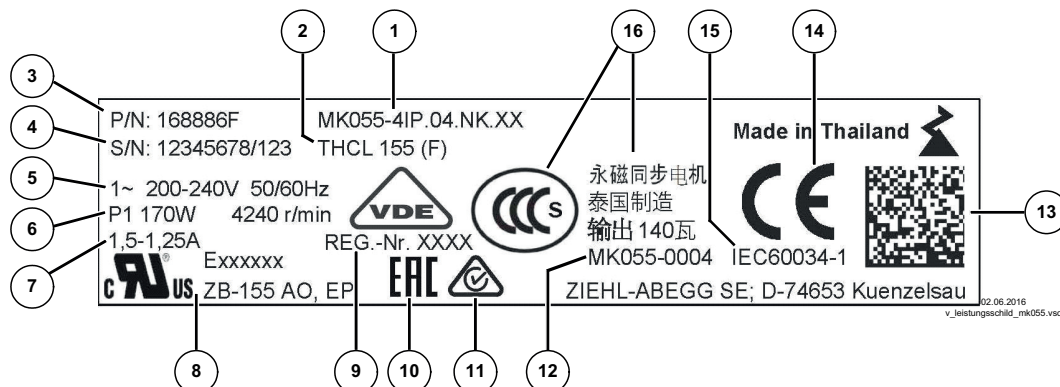 2 1 16 15 14
3
4
5
6
7
P/N: 168886F MK055-4IP.04.NK.XX
S/N: 12345678/123 THCL 155 (F)
1~ 200-240V 50/60Hz
P1 170W 4240 r/min
1,5-1,25A
VDE
REG.-Nr. XXXX
CCC S
永磁同步电机
泰国制造
输出 140瓦
MK055-0004 IEC60034-1
Made in Thailand
CE
13
c RU ® US Exxxxxx
ZB-155 AO, EP
EAC
ZIEHL-ABEGG SE; D-74653 Kuenzelsau
02.06.2016
v_leistungsschild_mk055.vsd
8 9 10 11 12